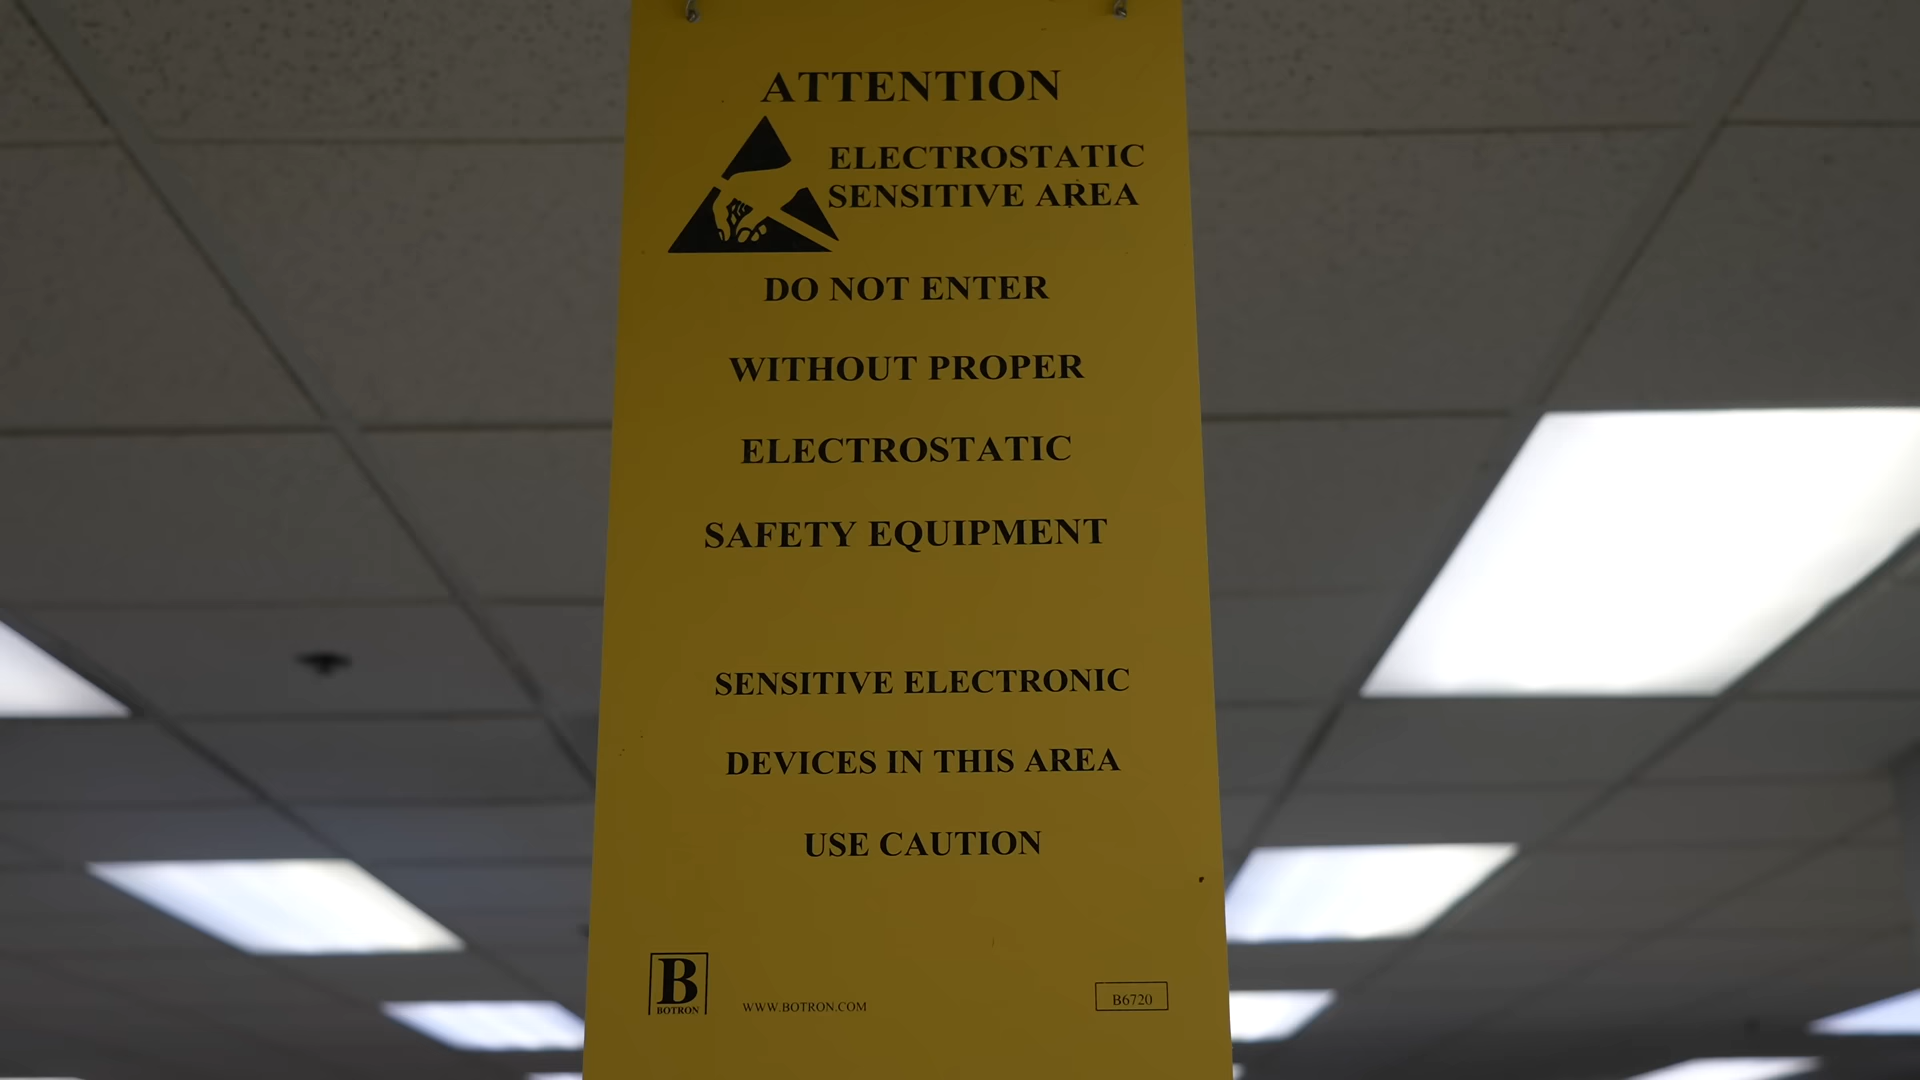 ATTENTION
ELECTROSTATIC
SENSITIVE AREA
DO NOT ENTER
WITHOUT PROPER
ELECTROSTATIC
SAFETY EQUIPMENT
SENSITIVE ELECTRONIC
DEVICES IN THIS AREA
USE CAUTION
B
BOTRON
WWW.BOTRON.COM
B6720